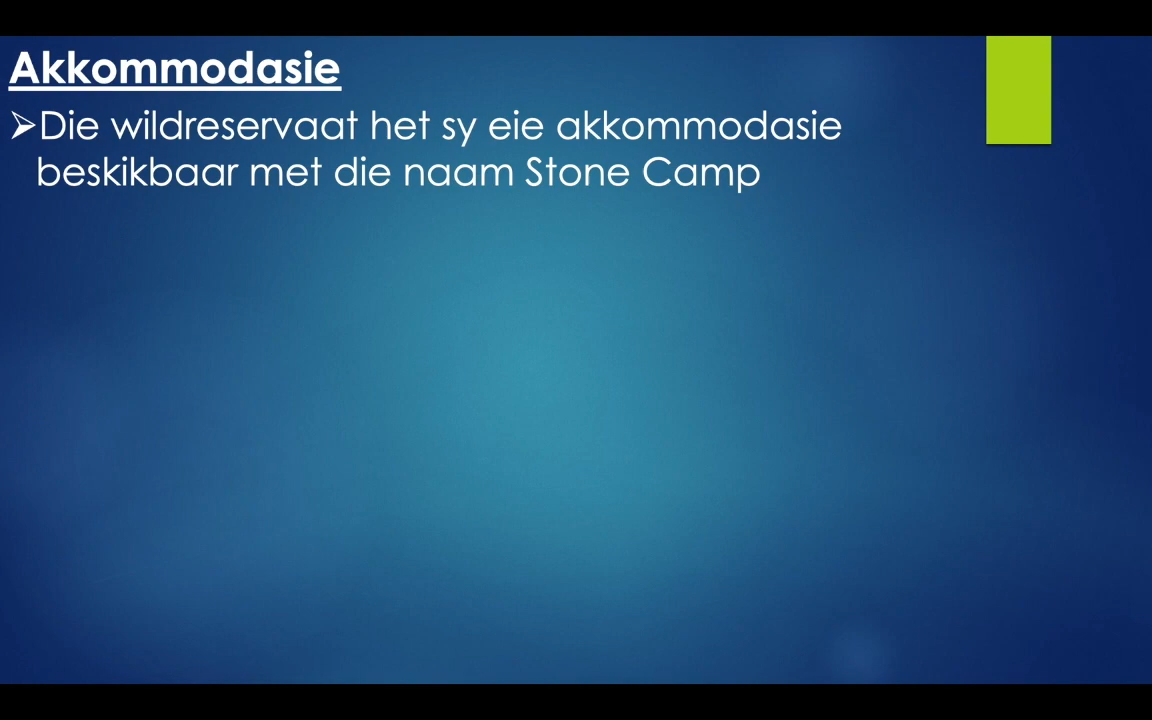 Akkommodasie
➢Die wildreservaat het sy eie akkommodasie
beskikbaar met die naam Stone Camp